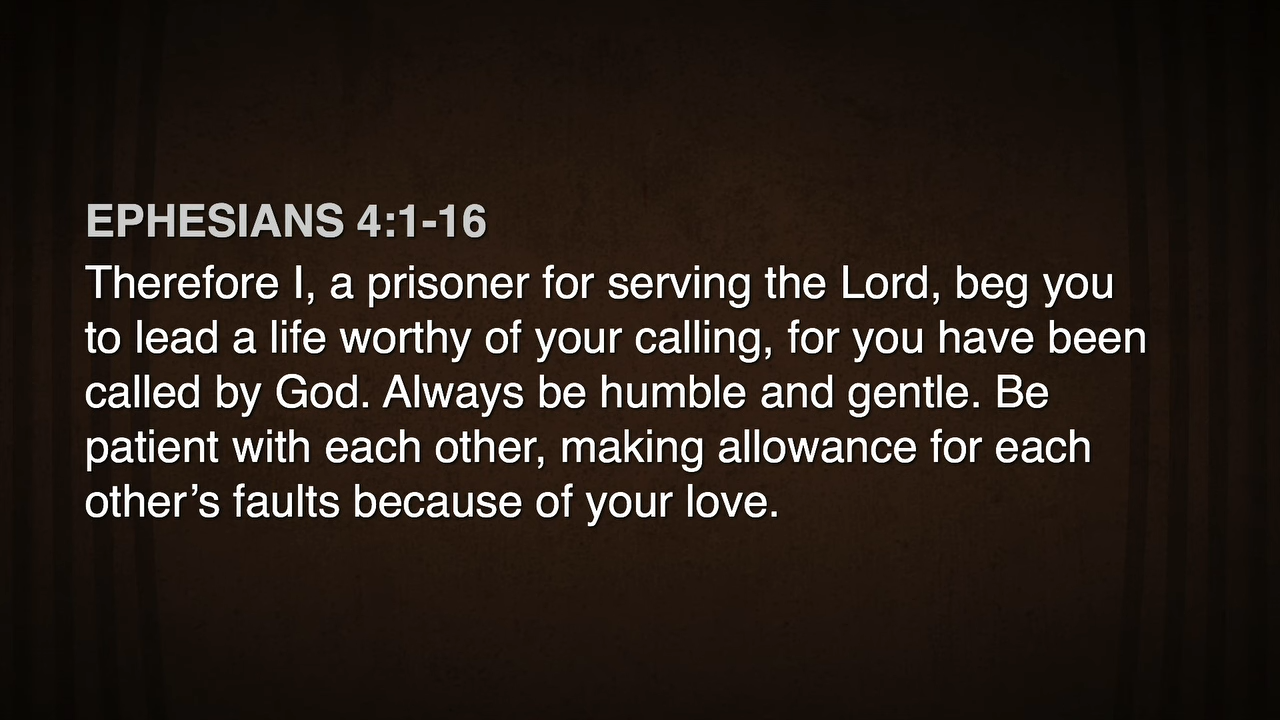 EPHESIANS 4:1-16
Therefore I, a prisoner for serving the Lord, beg you
to lead a life worthy of your calling, for you have been
called by God. Always be humble and gentle. Be
patient with each other, making allowance for each
other’s faults because of your love.